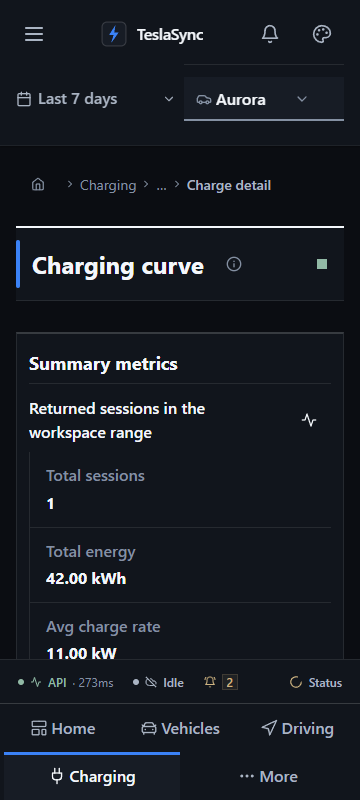 TeslaSync
Last 7 days
Aurora
Charging
...
Charge detail
Charging curve
Summary metrics
Returned sessions in the
workspace range
Total sessions
1
Total energy
42.00 kWh
Avg charge rate
11.00 kW
API · 273ms
Idle
2
Status
Home
Vehicles
Driving
Charging
More